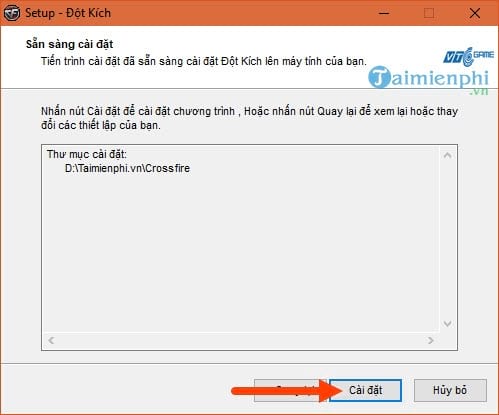 Setup - Đột Kích
Sẵn sàng cài đặt
Tiến trình cài đặt đã sẵn sàng cài đặt Đột Kích lên máy tính của bạn.
VTC GAME
Taimienphi
.vn
Nhấn nút Cài đặt để cài đặt chương trình , Hoặc nhấn nút Quay lại để xem lại hoặc thay
đổi các thiết lập của bạn.
Thư mục cài đặt:
D:\Taimienphi.vn\Crossfire
Cài đặt
Hủy bỏ